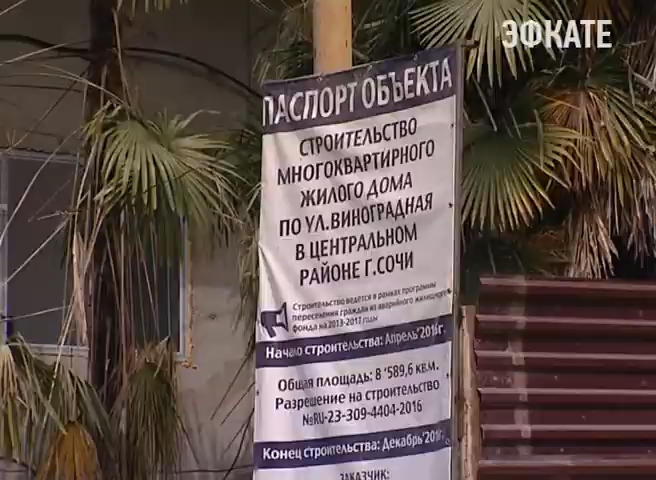 ЭФКАТЕ
ПАСПОРТ ОБЪЕКТА
СТРОИТЕЛЬСТВО
МНОГОКВАРТИРНОГО
ЖИЛОГО ДОМА
ПО УЛ.ВИНОГРАДНАЯ
В ЦЕНТРАЛЬНОМ
РАЙОНЕ Г.СОЧИ
Строительство ведется в рамках программы
переселения граждан из аварийного жилищного
фонда на 2013-2017 годы
Начало строительства: Апрель'2016г.
Общая площадь: 8 '589,6 кв.м.
Разрешение на строительство
№RU-23-309-4404-2016
Конец строительства: Декабрь
ЗАКАЗЧИК: